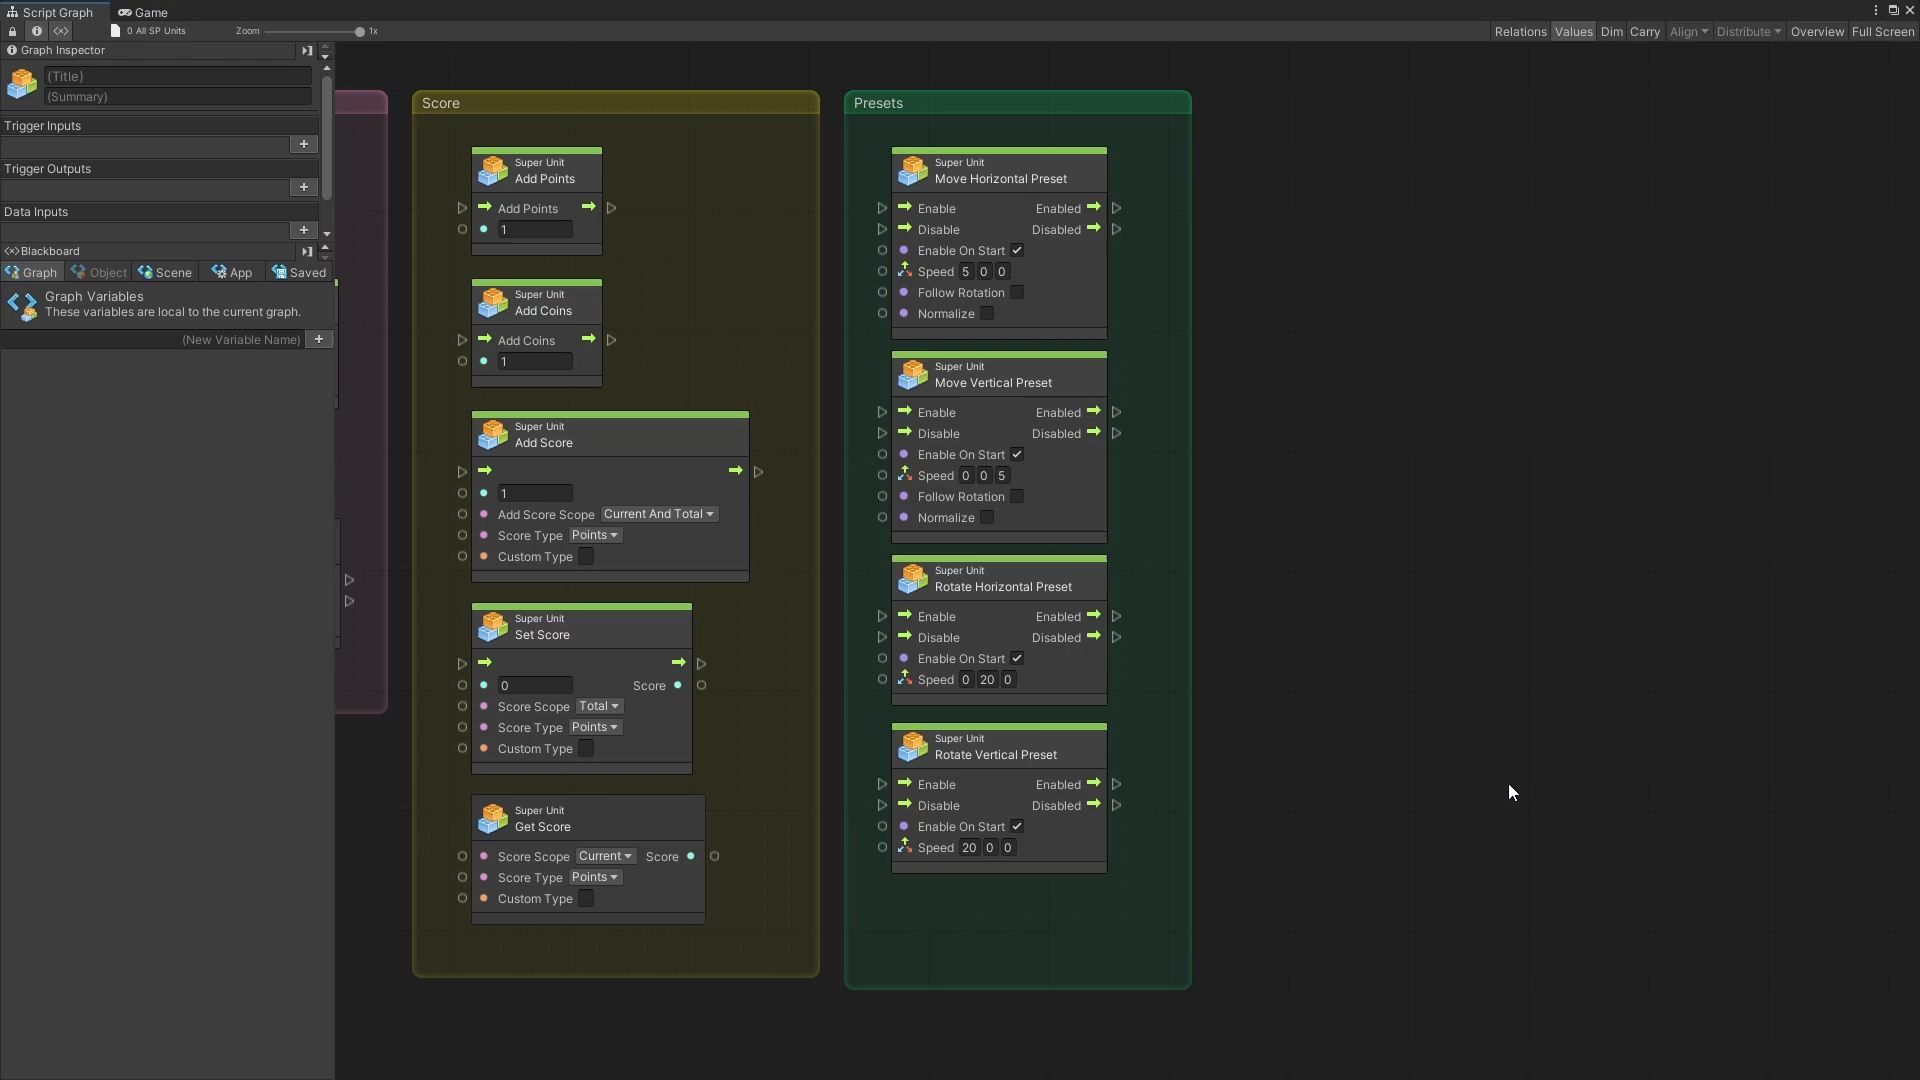 Script Graph
Game
0 All SP Units
Zoom
1x
Relations
Values
Dim
Carry
Align
Distribute
Overview
Full Screen
Graph Inspector
(Title)
(Summary)
Trigger Inputs
+
Trigger Outputs
+
Data Inputs
+
<×>Blackboard
Graph
Object
Scene
App
Saved
Graph Variables
These variables are local to the current graph.
(New Variable Name)
+
Score
Super Unit
Add Points
Add Points
1
Super Unit
Add Coins
Add Coins
1
Super Unit
Add Score
1
Add Score Scope Current And Total
Score Type Points
Custom Type
Super Unit
Set Score
0 Score
Score Scope Total
Score Type Points
Custom Type
Super Unit
Get Score
Score Scope Current Score
Score Type Points
Custom Type
Presets
Super Unit
Move Horizontal Preset
Enable Enabled
Disable Disabled
Enable On Start
Speed 5 0 0
Follow Rotation
Normalize
Super Unit
Move Vertical Preset
Enable Enabled
Disable Disabled
Enable On Start
Speed 0 0 5
Follow Rotation
Normalize
Super Unit
Rotate Horizontal Preset
Enable Enabled
Disable Disabled
Enable On Start
Speed 0 20 0
Super Unit
Rotate Vertical Preset
Enable Enabled
Disable Disabled
Enable On Start
Speed 20 0 0